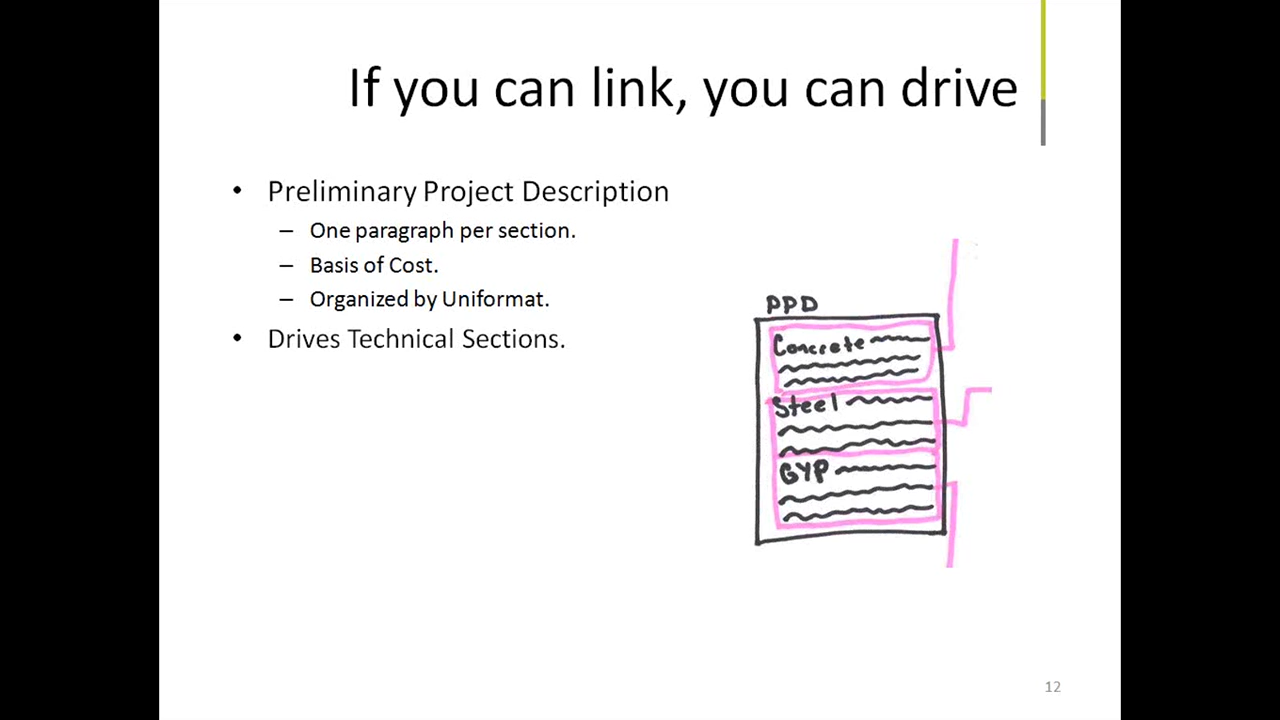 If you can link, you can drive
• Preliminary Project Description
– One paragraph per section.
– Basis of Cost.
– Organized by Uniformat.
• Drives Technical Sections.
PPD
Concrete
Steel
GYP
12